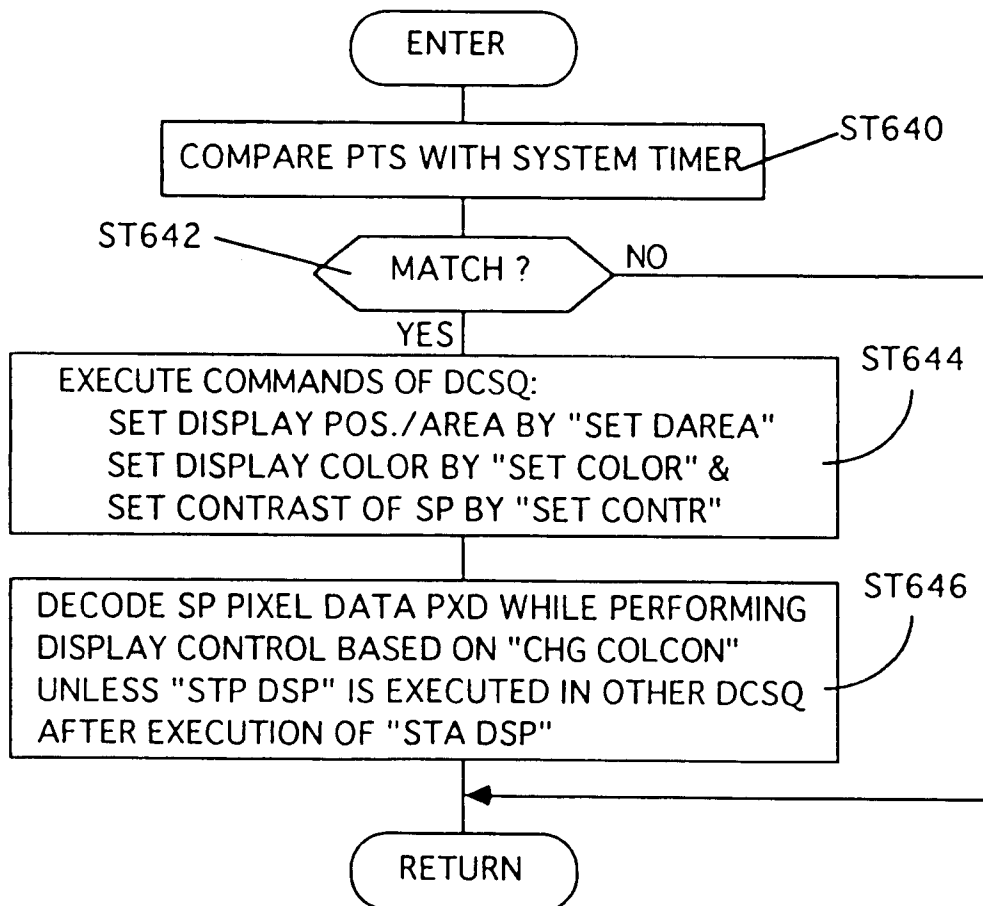 ENTER
COMPARE PTS WITH SYSTEM TIMER
ST640
ST642
MATCH ?
NO
YES
EXECUTE COMMANDS OF DCSQ:
SET DISPLAY POS./AREA BY "SET DAREA"
SET DISPLAY COLOR BY "SET COLOR" &
SET CONTRAST OF SP BY "SET CONTR"
ST644
DECODE SP PIXEL DATA PXD WHILE PERFORMING
DISPLAY CONTROL BASED ON "CHG COLCON"
UNLESS "STP DSP" IS EXECUTED IN OTHER DCSQ
AFTER EXECUTION OF "STA DSP"
ST646
RETURN